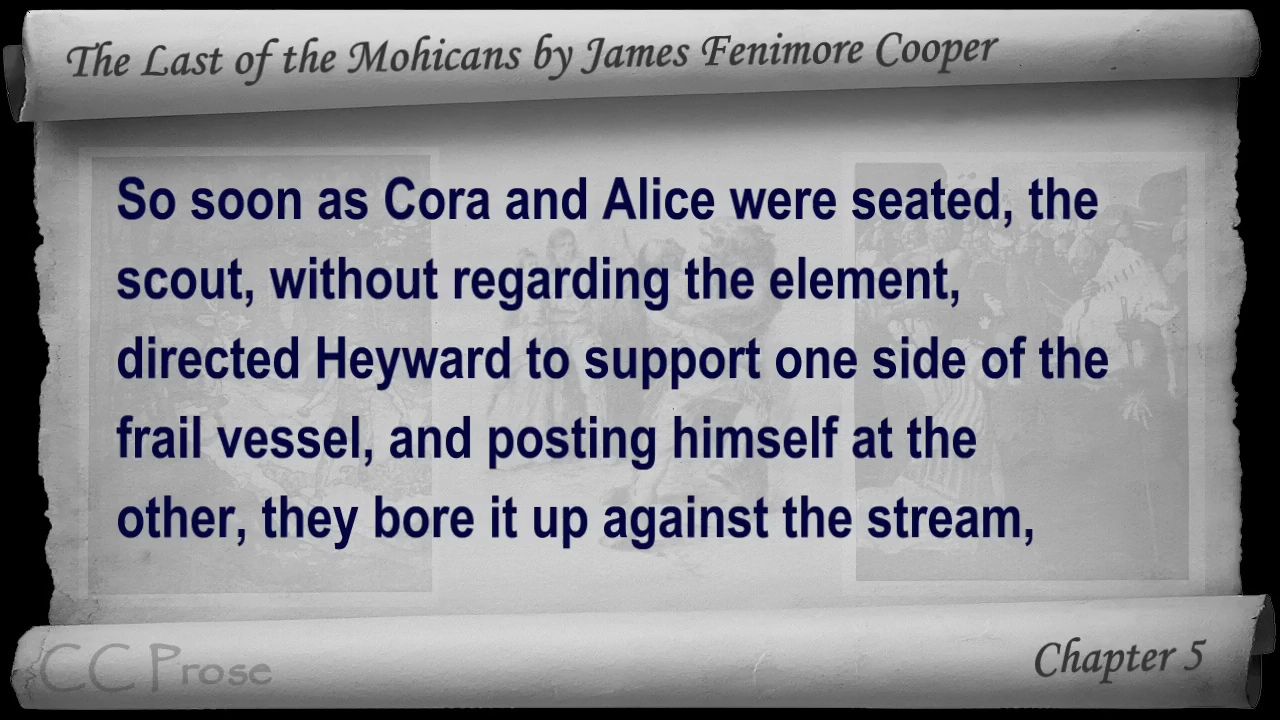 The Last of the Mohicans by James Fenimore Cooper
So soon as Cora and Alice were seated, the
scout, without regarding the element,
directed Heyward to support one side of the
frail vessel, and posting himself at the
other, they bore it up against the stream,
CC Prose
Chapter 5